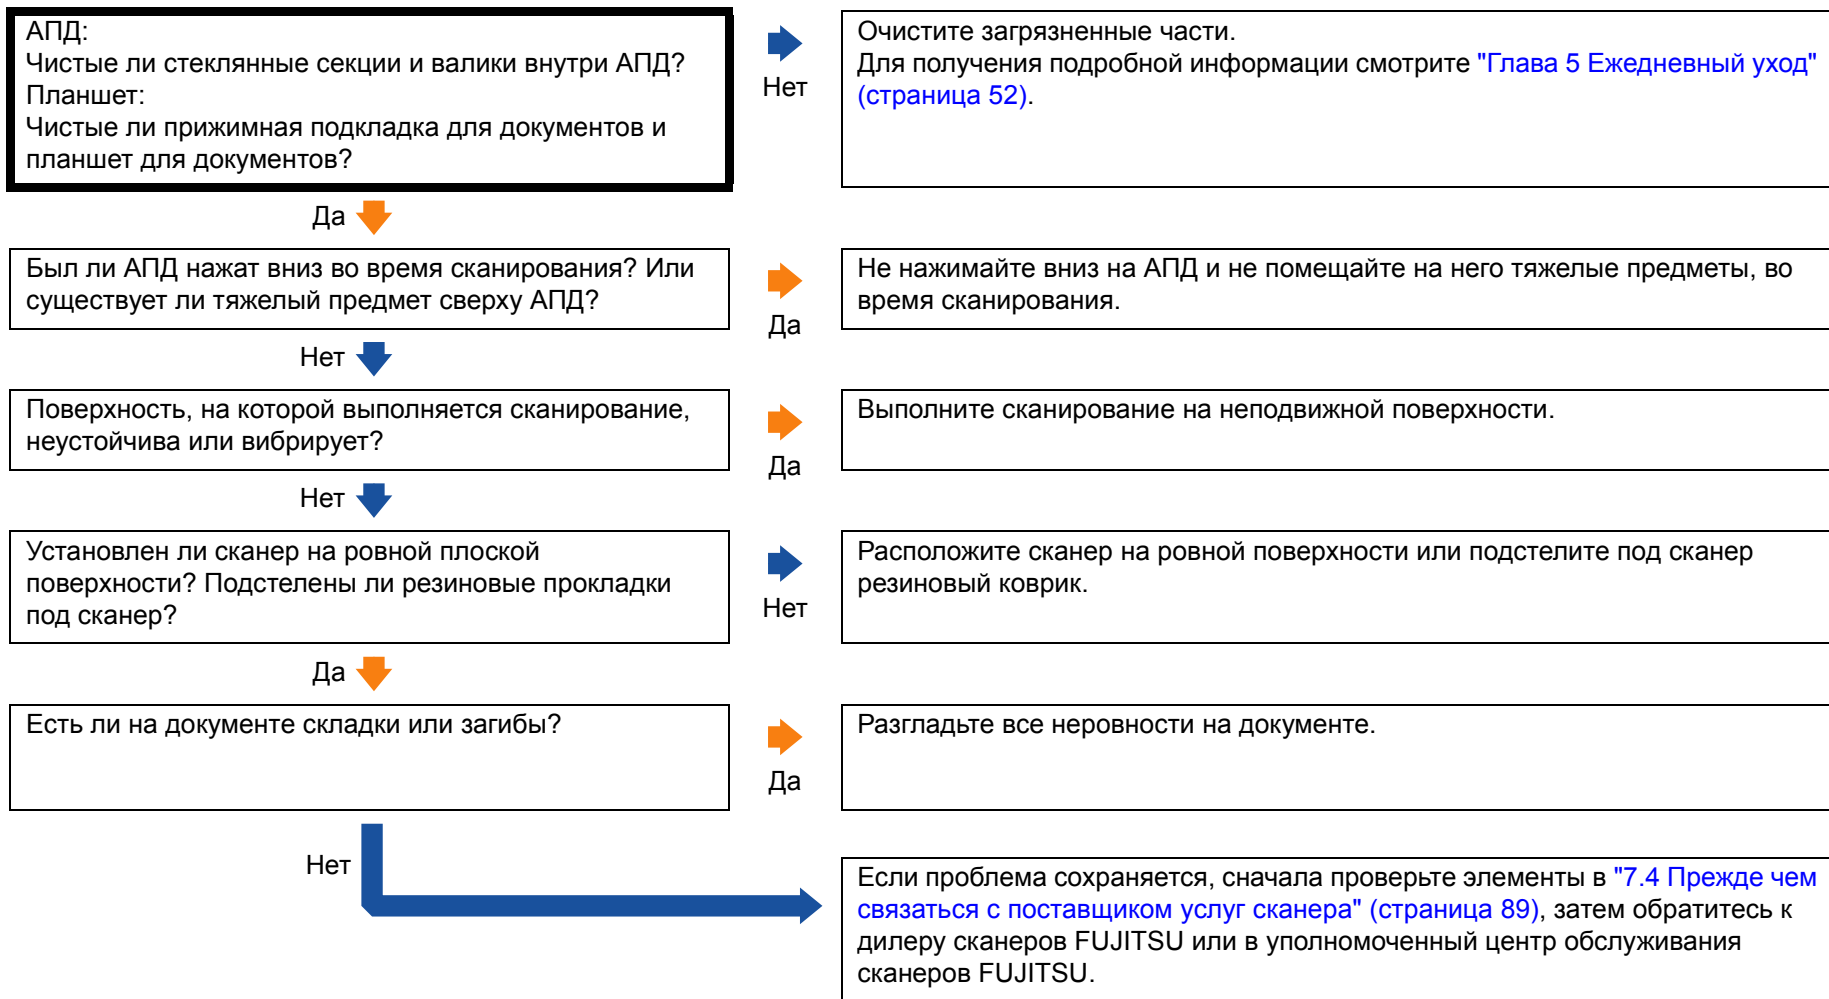 АПД:
Чистые ли стеклянные секции и валики внутри АПД?
Планшет:
Чистые ли прижимная подкладка для документов и
планшет для документов?
Нет
Очистите загрязненные части.
Для получения подробной информации смотрите "Глава 5 Ежедневный уход"
(страница 52).
Да
Был ли АПД нажат вниз во время сканирования? Или
существует ли тяжелый предмет сверху АПД?
Да
Не нажимайте вниз на АПД и не помещайте на него тяжелые предметы, во
время сканирования.
Нет
Поверхность, на которой выполняется сканирование,
неустойчива или вибрирует?
Да
Выполните сканирование на неподвижной поверхности.
Нет
Установлен ли сканер на ровной плоской
поверхности? Подстелены ли резиновые прокладки
под сканер?
Нет
Расположите сканер на ровной поверхности или подстелите под сканер
резиновый коврик.
Да
Есть ли на документе складки или загибы?
Да
Разгладьте все неровности на документе.
Нет
Если проблема сохраняется, сначала проверьте элементы в "7.4 Прежде чем
связаться с поставщиком услуг сканера" (страница 89), затем обратитесь к
дилеру сканеров FUJITSU или в уполномоченный центр обслуживания
сканеров FUJITSU.